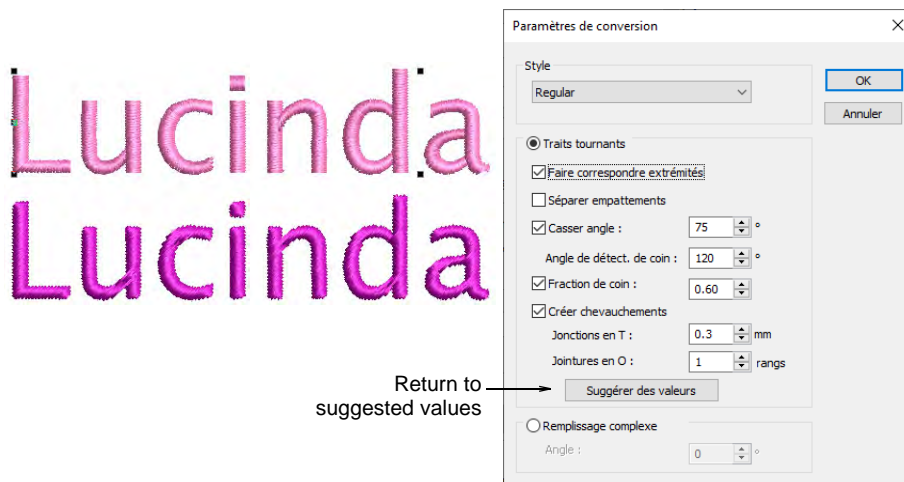 Lucinda
Lucinda
Return to
suggested values
Paramètres de conversion
Style
Regular
OK
Annuler
Traits tournants
Faire correspondre extrémités
Séparer empattements
Casser angle : 75 °
Angle de détect. de coin : 120 °
Fraction de coin : 0.60
Créer chevauchements
Jonctions en T : 0.3 mm
Jointures en O : 1 rangs
Suggérer des valeurs
Remplissage complexe
Angle : 0 °